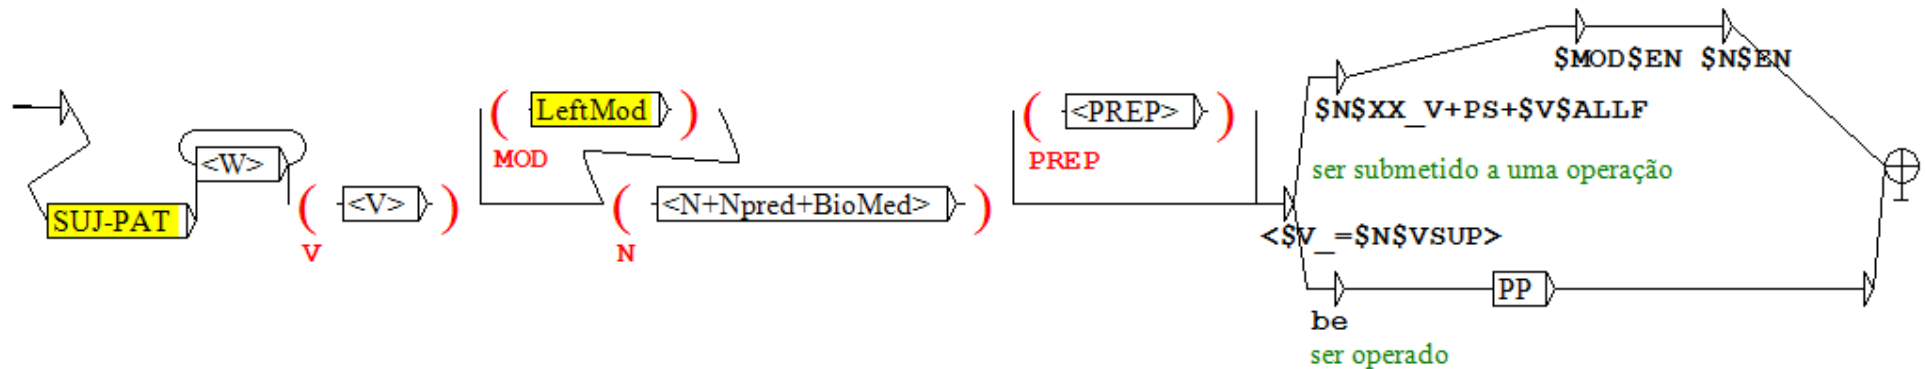 SUJ-PAT
<W>
(
<V>
)
V
( LeftMod )
MOD
( <N+Npred+BioMed> )
N
( <PREP> )
PREP
<$V_=$N$VSUP>
$MOD$EN $N$EN
$N$XX_V+PS+$V$ALLF
ser submetido a uma operação
PP
be
ser operado